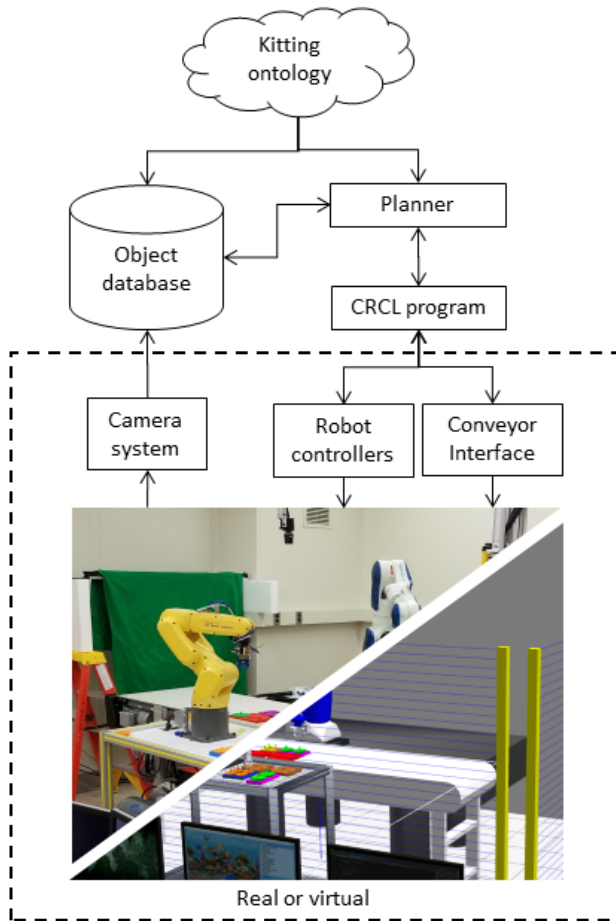 Kitting
ontology
Object
database
Planner
CRCL program
Camera
system
Robot
controllers
Conveyor
Interface
Real or virtual